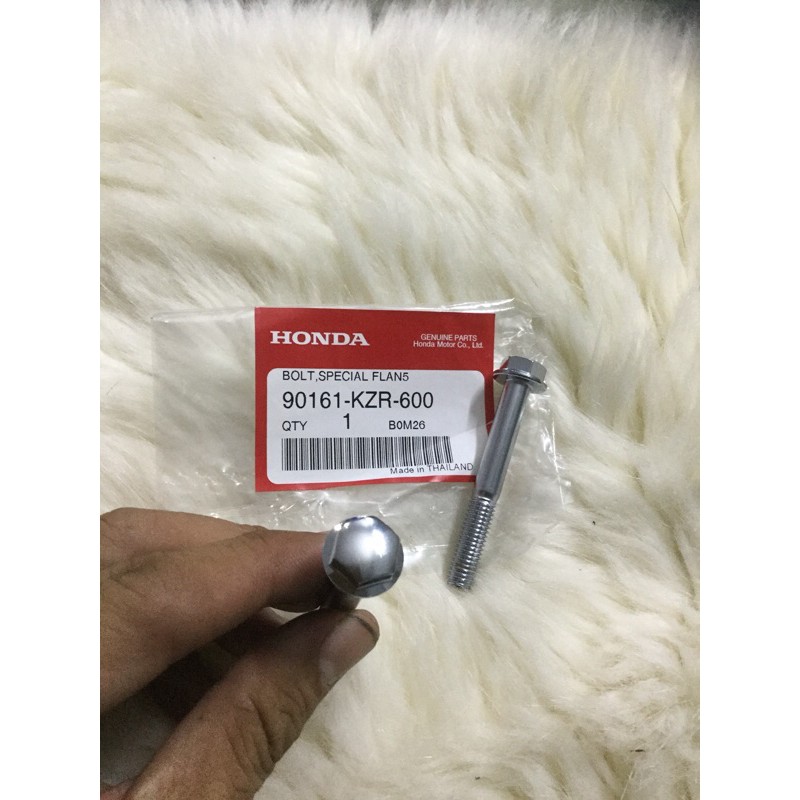 HONDA
GENUINE PARTS
Honda Motor Co., Ltd.
BOLT,SPECIAL FLAN5
90161-KZR-600
QTY 1 B0M26
Made in THAILAND